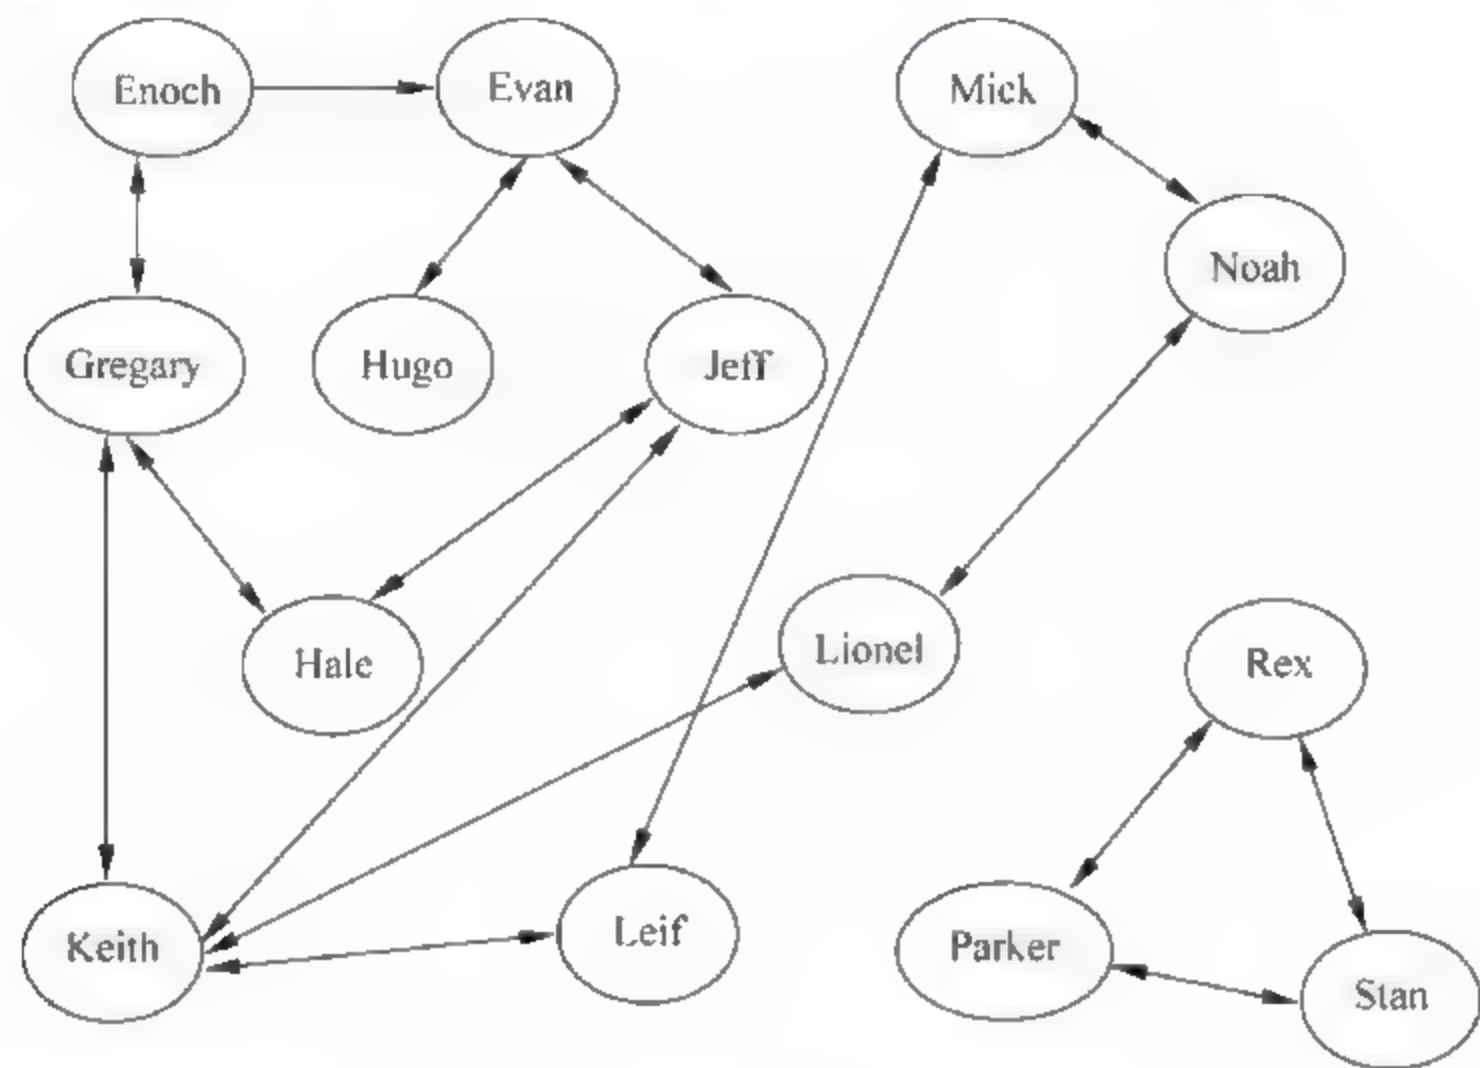 Enoch
Evan
Mick
Noah
Gregary
Hugo
Jeff
Hale
Lionel
Rex
Keith
Leif
Parker
Stan